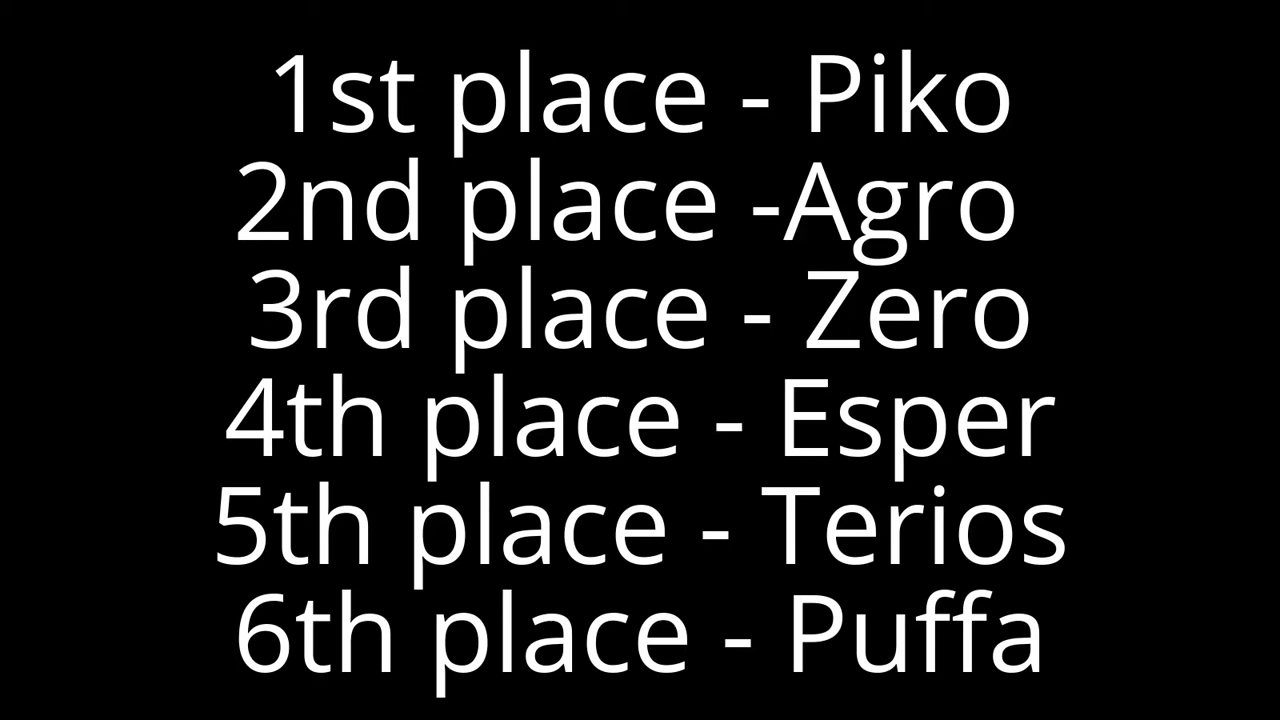 1st place - Piko
2nd place -Agro
3rd place - Zero
4th place - Esper
5th place - Terios
6th place - Puffa